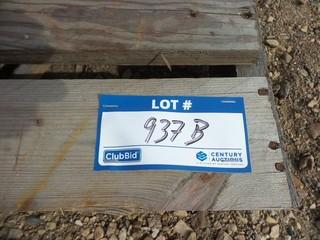 LOT #
937 B
ClubBid
CENTURY
AUCTIONS